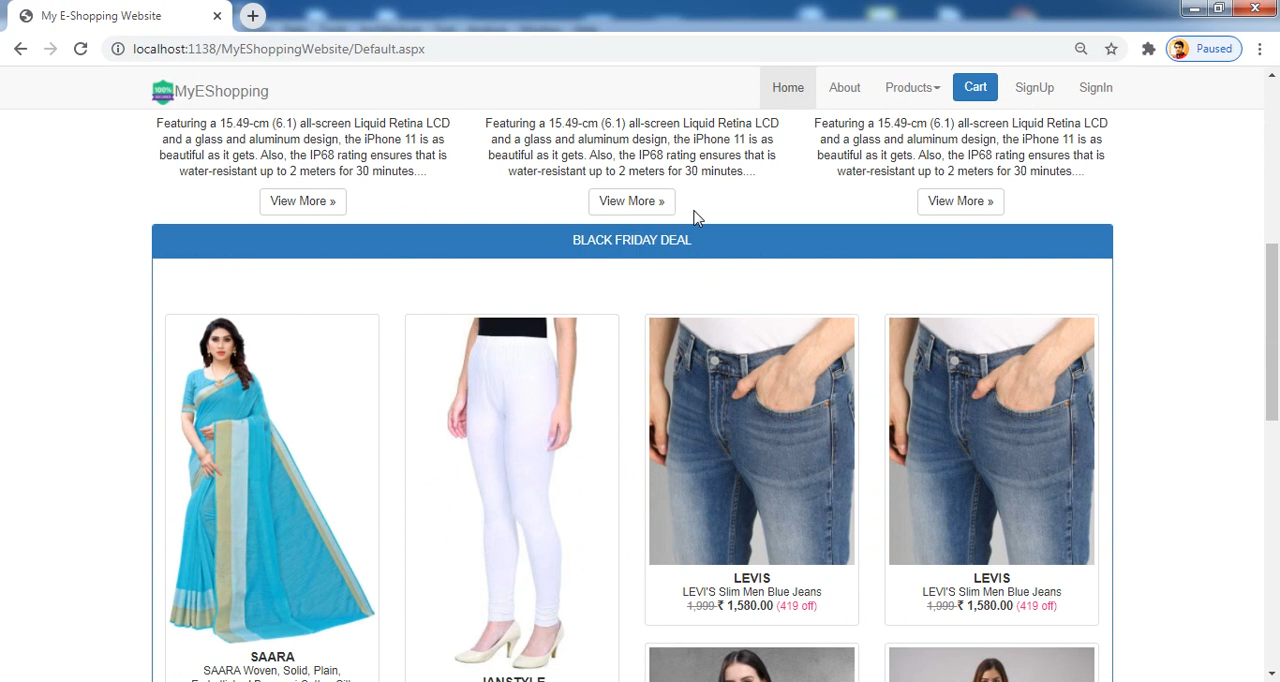 My E-Shopping Website
localhost:1138/MyEShoppingWebsite/Default.aspx
Paused
100%
MyEShopping
Home
About
Products
Cart
SignUp
SignIn
Featuring a 15.49-cm (6.1) all-screen Liquid Retina LCD
and a glass and aluminum design, the iPhone 11 is as
beautiful as it gets. Also, the IP68 rating ensures that is
water-resistant up to 2 meters for 30 minutes....
View More »
Featuring a 15.49-cm (6.1) all-screen Liquid Retina LCD
and a glass and aluminum design, the iPhone 11 is as
beautiful as it gets. Also, the IP68 rating ensures that is
water-resistant up to 2 meters for 30 minutes....
View More »
Featuring a 15.49-cm (6.1) all-screen Liquid Retina LCD
and a glass and aluminum design, the iPhone 11 is as
beautiful as it gets. Also, the IP68 rating ensures that is
water-resistant up to 2 meters for 30 minutes....
View More »
BLACK FRIDAY DEAL
SAARA
SAARA Woven, Solid, Plain,
JANSTYLE
LEVIS
LEVI'S Slim Men Blue Jeans
1,999 ₹ 1,580.00 (419 off)
LEVIS
LEVI'S Slim Men Blue Jeans
1,999 ₹ 1,580.00 (419 off)